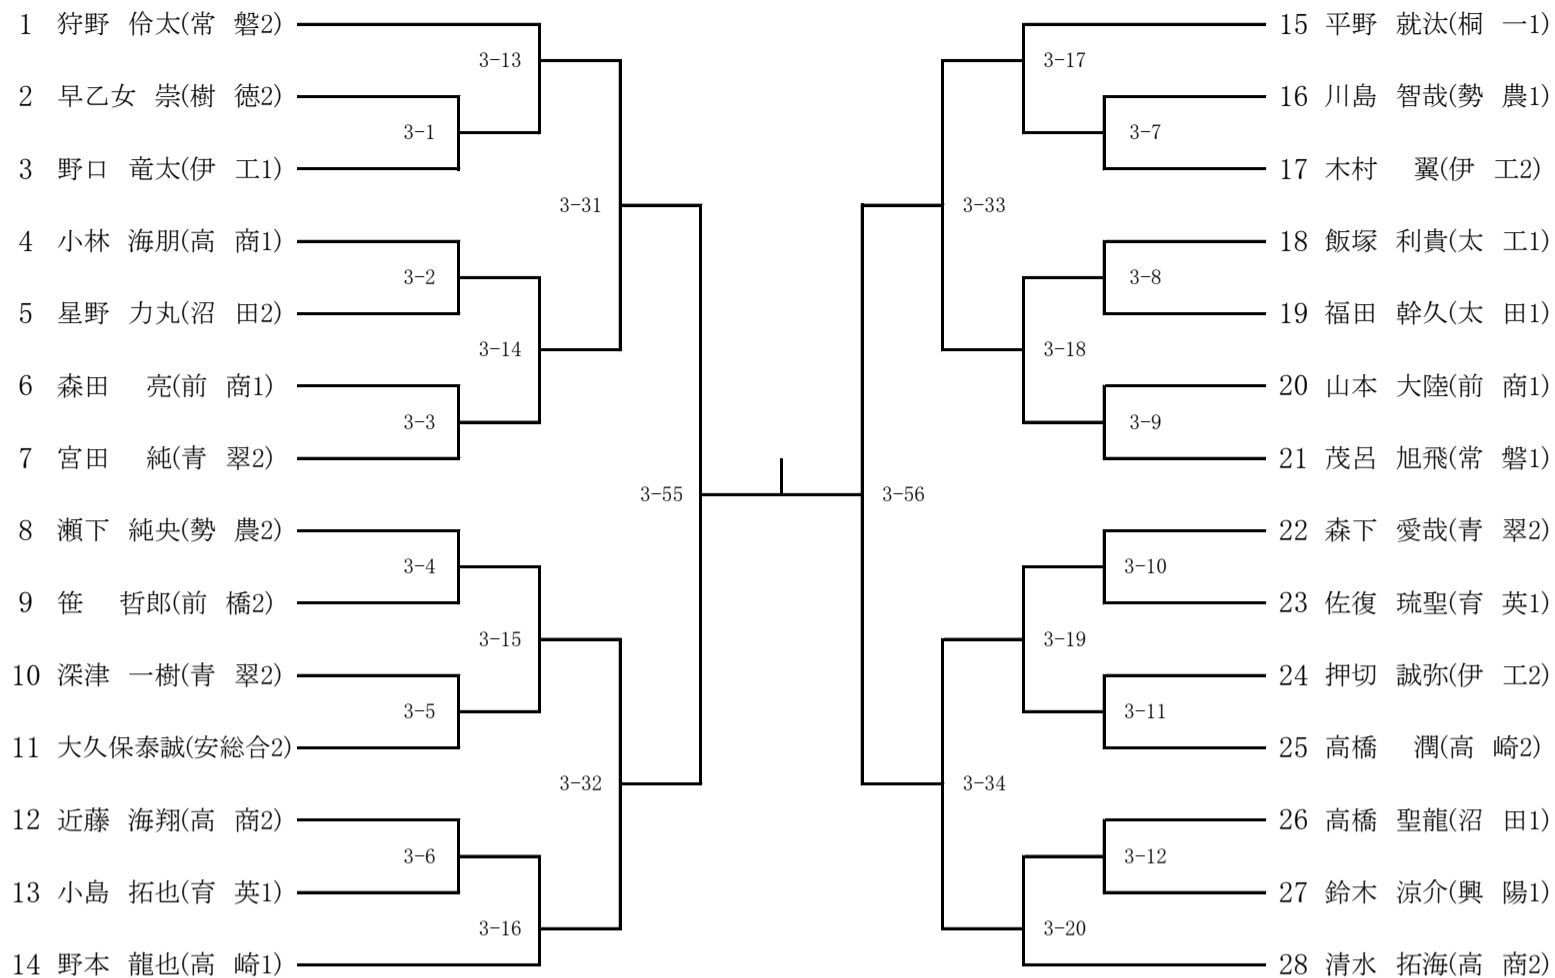 1 狩野 伶太(常 磐2)
2 早乙女 崇(樹 徳2)
3 野口 竜太(伊 工1)
4 小林 海朋(高 商1)
5 星野 力丸(沼 田2)
6 森田 亮(前 商1)
7 宮田 純(青 翠2)
8 瀬下 純央(勢 農2)
9 笹 哲郎(前 橋2)
10 深津 一樹(青 翠2)
11 大久保泰誠(安総合2)
12 近藤 海翔(高 商2)
13 小島 拓也(育 英1)
14 野本 龍也(高 崎1)
3-1
3-2
3-3
3-4
3-5
3-6
3-13
3-14
3-15
3-16
3-31
3-32
3-55
3-56
3-33
3-34
3-17
3-18
3-19
3-20
3-7
3-8
3-9
3-10
3-11
3-12
15 平野 就汰(桐 一1)
16 川島 智哉(勢 農1)
17 木村 翼(伊 工2)
18 飯塚 利貴(太 工1)
19 福田 幹久(太 田1)
20 山本 大陸(前 商1)
21 茂呂 旭飛(常 磐1)
22 森下 愛哉(青 翠2)
23 佐復 琉聖(育 英1)
24 押切 誠弥(伊 工2)
25 高橋 潤(高 崎2)
26 高橋 聖龍(沼 田1)
27 鈴木 涼介(興 陽1)
28 清水 拓海(高 商2)